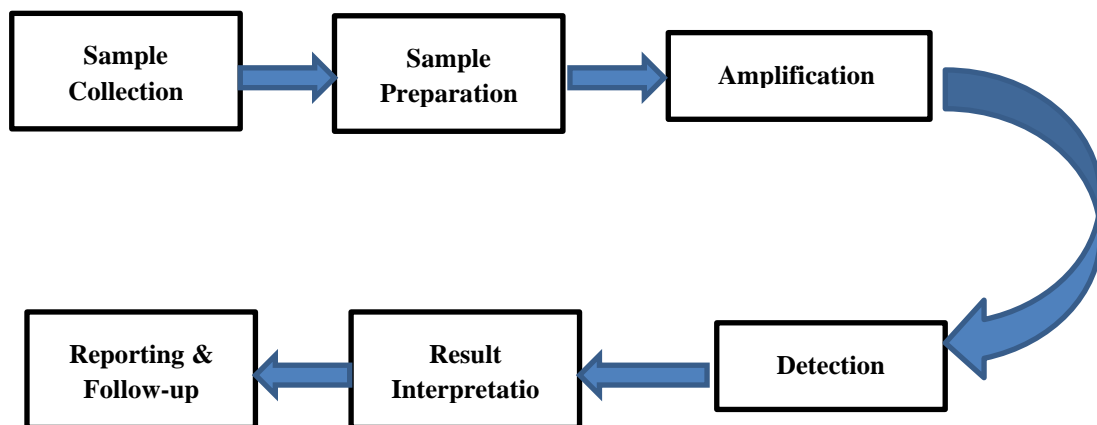 Sample
Collection
Sample
Preparation
Amplification
Detection
Result
Interpretatio
Reporting &
Follow-up